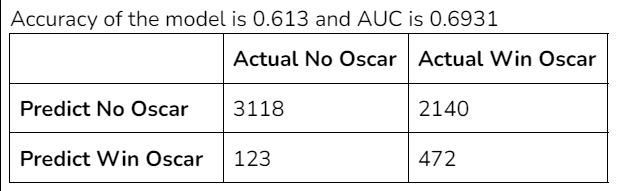 Accuracy of the model is 0.613 and AUC is 0.6931
Actual No Oscar Actual Win Oscar
Predict No Oscar 3118 2140
Predict Win Oscar 123 472